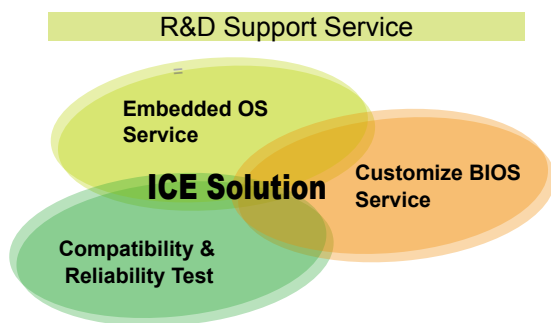 R&D Support Service
=
Embedded OS
Service
Customize BIOS
Service
ICE Solution
Compatibility &
Reliability Test